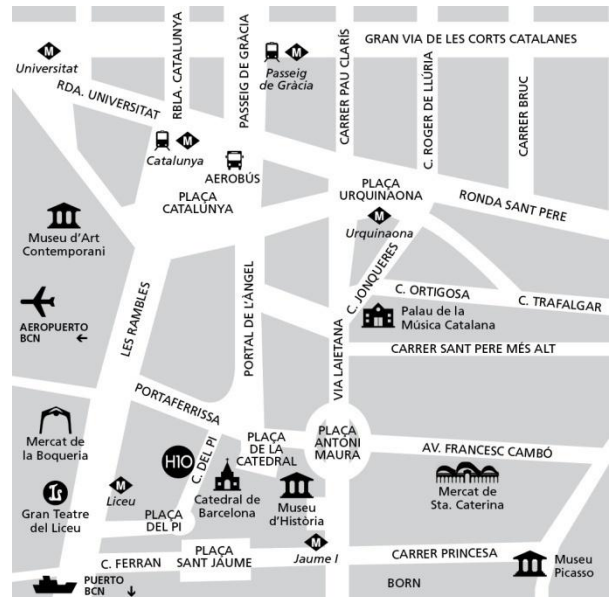 GRAN VIA DE LES CORTS CATALANES
M
M
Universitat
Passeig
de Gràcia
RBLA. CATALUNYA
PASSEIG DE GRÀCIA
CARRER PAU CLARÍS
C. ROGER DE LLÚRIA
CARRER BRUC
RDA. UNIVERSITAT
M
Catalunya
AEROBÚS
PLAÇA
CATALUNYA
PLAÇA
URQUINAONA
RONDA SANT PERE
M
Urquinaona
Museu d'Art
Contemporani
C. JONQUERES
C. ORTIGOSA
C. TRAFALGAR
AEROPUERTO
BCN ←
LES RAMBLES
PORTAL DE L'ÀNGEL
VIA LAIETANA
Palau de la
Música Catalana
CARRER SANT PERE MÉS ALT
PORTAFERRISSA
Mercat de
la Boqueria
H10
C. DEL PI
PLAÇA
DE LA
CATEDRAL
PLAÇA
ANTONI
MAURA
AV. FRANCESC CAMBÓ
M
Liceu
Gran Teatre
del Liceu
Catedral de
Barcelona
Museu
d'Història
Mercat de
Sta. Caterina
PLAÇA
DEL PI
C. FERRAN
PLAÇA
SANT JAUME
M
Jaume I
CARRER PRINCESA
Museu
Picasso
PUERTO
BCN ↓
BORN